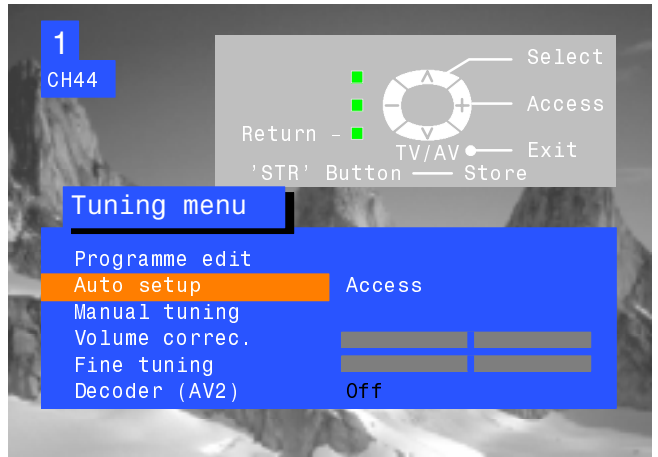 1
CH44
Select
Access
Return –
TV/AV
Exit
'STR' Button — Store
Tuning menu
Programme edit
Auto setup Access
Manual tuning
Volume correc.
Fine tuning
Decoder (AV2) Off